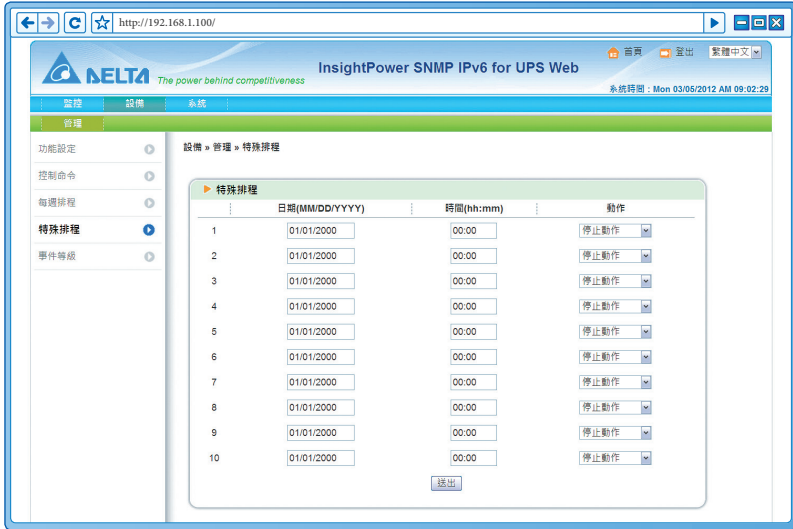 http://192.168.1.100/
首頁 登出 繁體中文
DELTA The power behind competitiveness
InsightPower SNMP IPv6 for UPS Web
系統時間 : Mon 03/05/2012 AM 09:02:29
監控 設備 系統
管理
功能設定
控制命令
每週排程
特殊排程
事件等級
設備 » 管理 » 特殊排程
特殊排程
日期(MM/DD/YYYY) 時間(hh:mm) 動作
1 01/01/2000 00:00 停止動作
2 01/01/2000 00:00 停止動作
3 01/01/2000 00:00 停止動作
4 01/01/2000 00:00 停止動作
5 01/01/2000 00:00 停止動作
6 01/01/2000 00:00 停止動作
7 01/01/2000 00:00 停止動作
8 01/01/2000 00:00 停止動作
9 01/01/2000 00:00 停止動作
10 01/01/2000 00:00 停止動作
送出